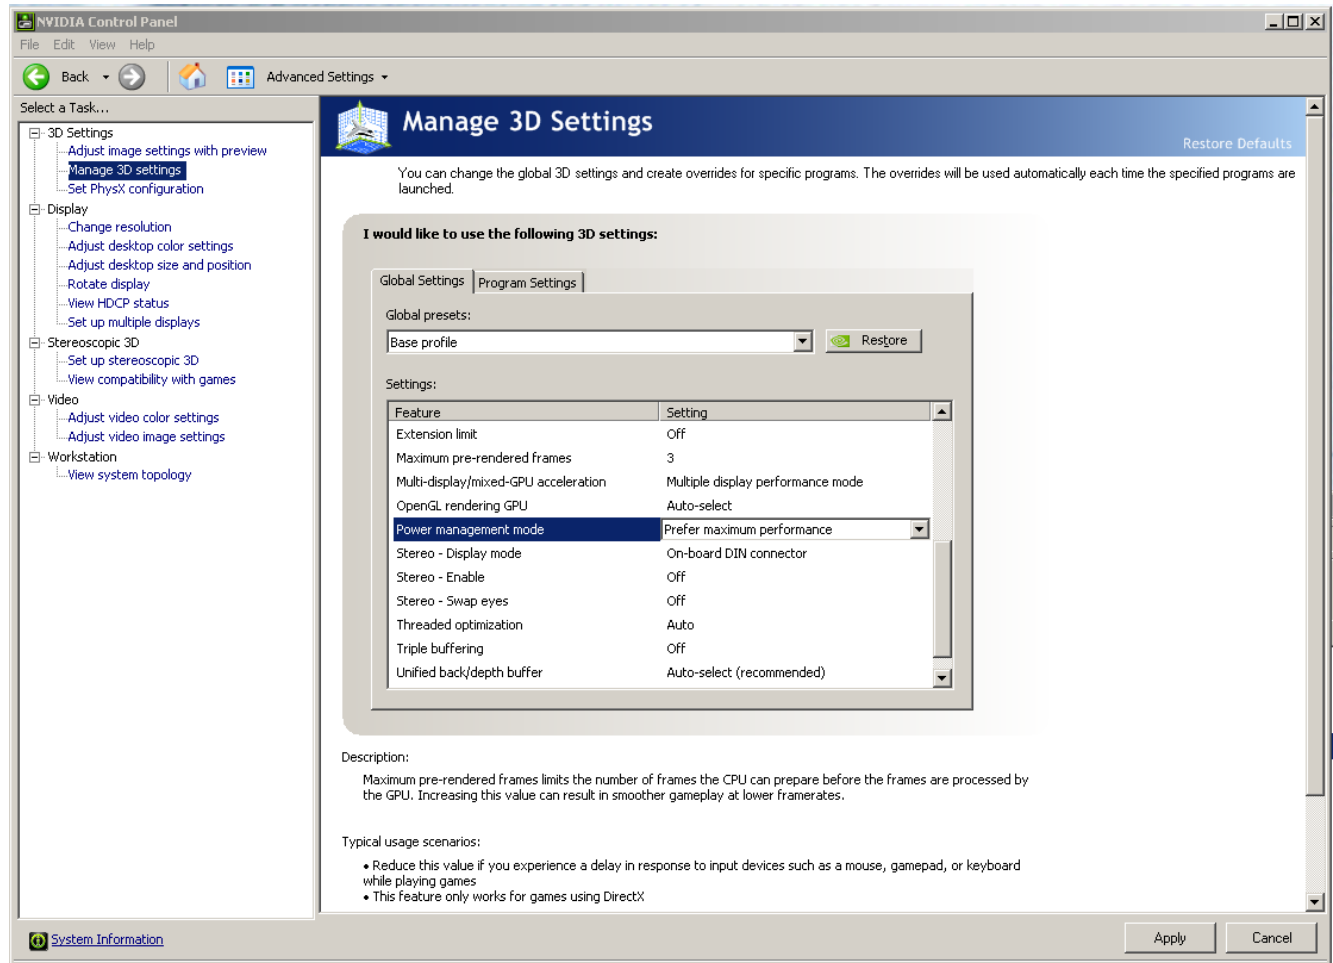 NVIDIA Control Panel
File Edit View Help
Back Advanced Settings
Select a Task...
3D Settings
Adjust image settings with preview
Manage 3D settings
Set PhysX configuration
Display
Change resolution
Adjust desktop color settings
Adjust desktop size and position
Rotate display
View HDCP status
Set up multiple displays
Stereoscopic 3D
Set up stereoscopic 3D
View compatibility with games
Video
Adjust video color settings
Adjust video image settings
Workstation
View system topology
Manage 3D Settings
Restore Defaults
You can change the global 3D settings and create overrides for specific programs. The overrides will be used automatically each time the specified programs are
launched.
I would like to use the following 3D settings:
Global Settings Program Settings
Global presets:
Base profile Restore
Settings:
Feature Setting
Extension limit Off
Maximum pre-rendered frames 3
Multi-display/mixed-GPU acceleration Multiple display performance mode
OpenGL rendering GPU Auto-select
Power management mode Prefer maximum performance
Stereo - Display mode On-board DIN connector
Stereo - Enable Off
Stereo - Swap eyes Off
Threaded optimization Auto
Triple buffering Off
Unified back/depth buffer Auto-select (recommended)
Description:
Maximum pre-rendered frames limits the number of frames the CPU can prepare before the frames are processed by
the GPU. Increasing this value can result in smoother gameplay at lower framerates.
Typical usage scenarios:
• Reduce this value if you experience a delay in response to input devices such as a mouse, gamepad, or keyboard
while playing games
• This feature only works for games using DirectX
System Information
Apply Cancel